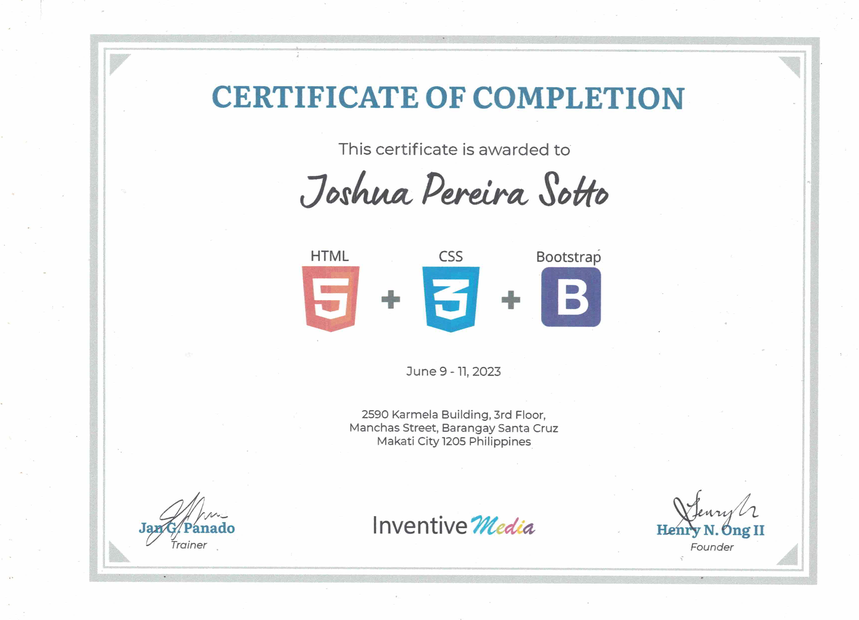 CERTIFICATE OF COMPLETION
This certificate is awarded to
Joshua Pereira Sotto
HTML CSS Bootstrap
5 + 3 + B
June 9 - 11, 2023
2590 Karmela Building, 3rd Floor,
Manchas Street, Barangay Santa Cruz
Makati City 1205 Philippines
Jan G. Panado
Trainer
Inventive Media
Henry N. Ong II
Founder